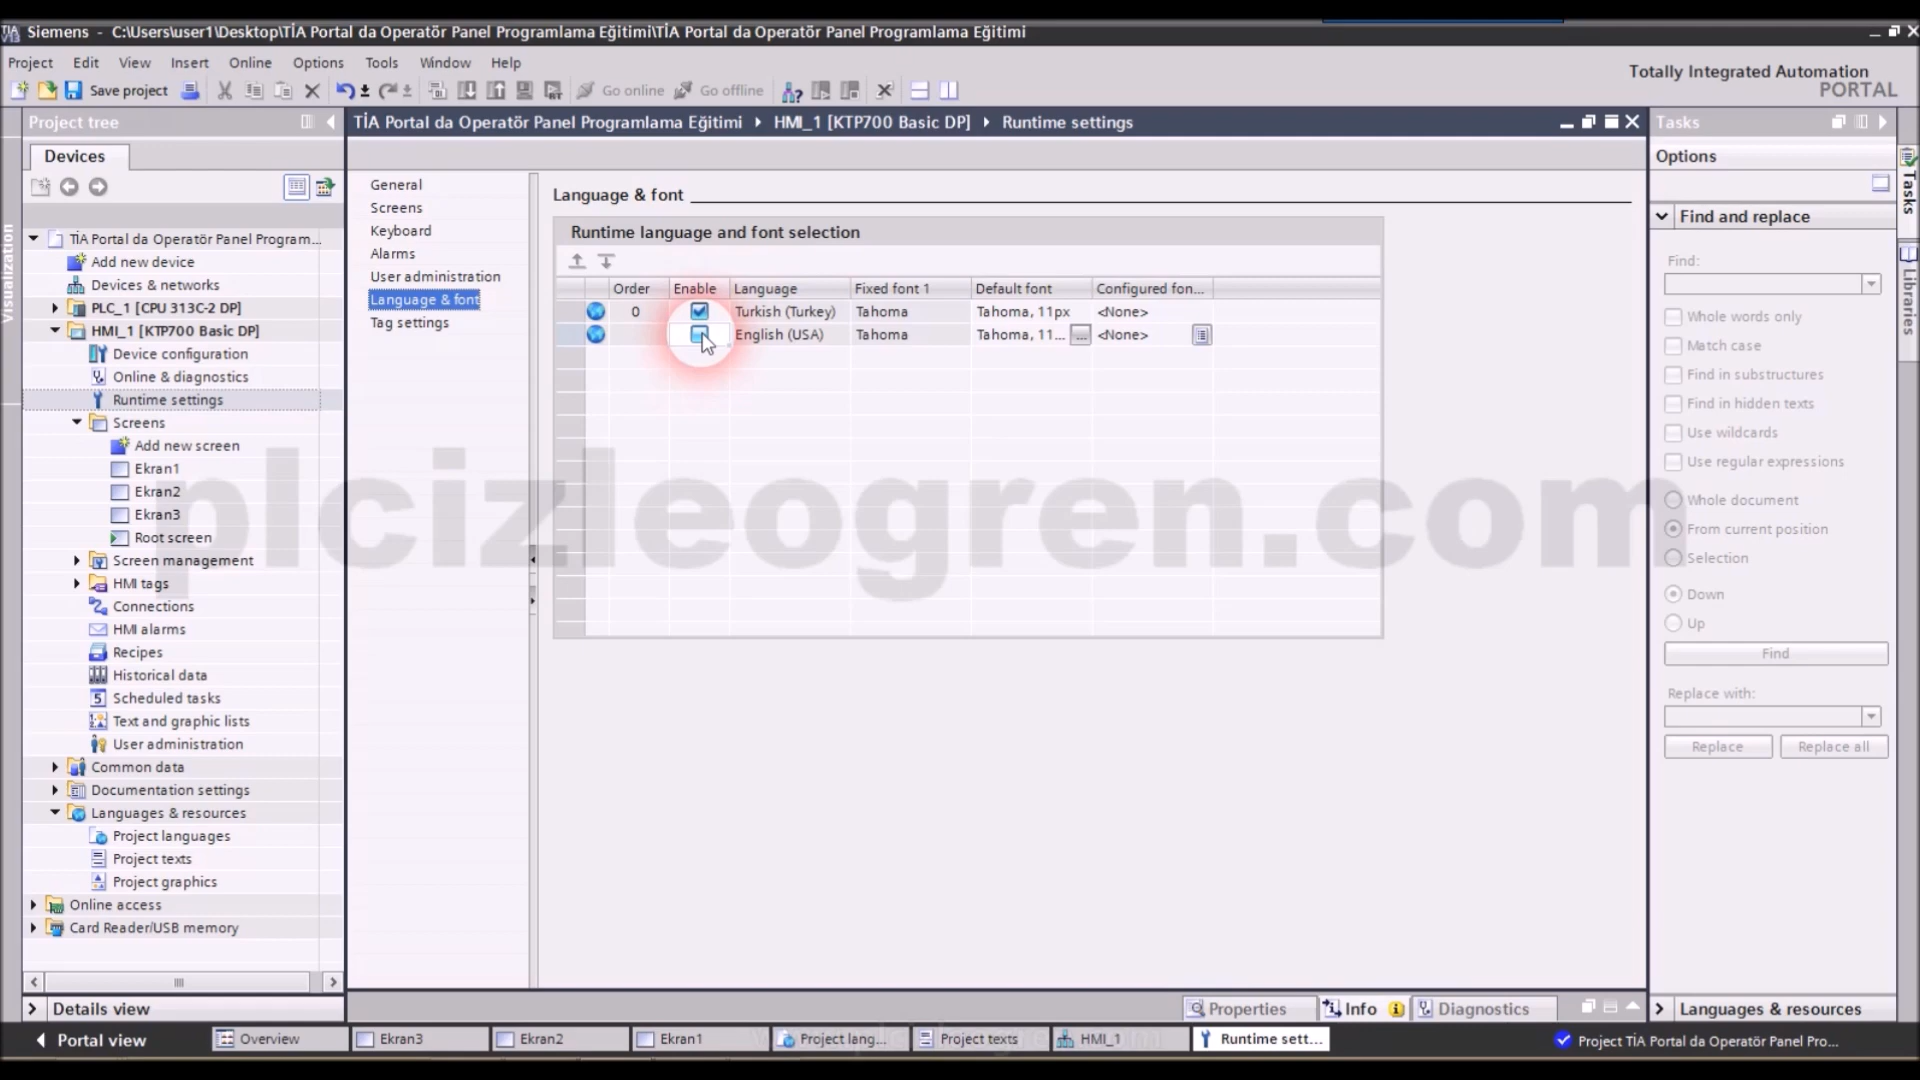 Siemens - C:\Users\user1\Desktop\TİA Portal da Operatör Panel Programlama Eğitimi\TİA Portal da Operatör Panel Programlama Eğitimi
Project Edit View Insert Online Options Tools Window Help
Totally Integrated Automation
PORTAL
Save project
Go online
Go offline
Project tree
TİA Portal da Operatör Panel Programlama Eğitimi
HMI_1 [KTP700 Basic DP]
Runtime settings
Tasks
Devices
Options
Visualization
TİA Portal da Operatör Panel Program...
Add new device
Devices & networks
PLC_1 [CPU 313C-2 DP]
HMI_1 [KTP700 Basic DP]
Device configuration
Online & diagnostics
Runtime settings
Screens
Add new screen
Ekran1
Ekran2
Ekran3
Root screen
Screen management
HMI tags
Connections
HMI alarms
Recipes
Historical data
Scheduled tasks
Text and graphic lists
User administration
Common data
Documentation settings
Languages & resources
Project languages
Project texts
Project graphics
Online access
Card Reader/USB memory
Details view
General
Screens
Keyboard
Alarms
User administration
Language & font
Tag settings
Language & font
Runtime language and font selection
Order Enable Language Fixed font 1 Default font Configured fon...
0 Turkish (Turkey) Tahoma Tahoma, 11px <None>
English (USA) Tahoma Tahoma, 11... ... <None>
plcizleogren.com
Find and replace
Find:
Whole words only
Match case
Find in substructures
Find in hidden texts
Use wildcards
Use regular expressions
Whole document
From current position
Selection
Down
Up
Find
Replace with:
Replace
Replace all
Languages & resources
Tasks
Libraries
Properties
Info
Diagnostics
Portal view
Overview
Ekran3
Ekran2
Ekran1
Project lang...
Project texts
HMI_1
Runtime sett...
Project TİA Portal da Operatör Panel Pro...